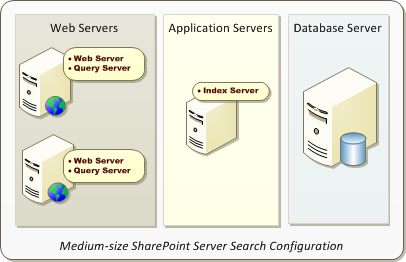 Web Servers
• Web Server
• Query Server
• Web Server
• Query Server
Application Servers
• Index Server
Database Server
Medium-size SharePoint Server Search Configuration